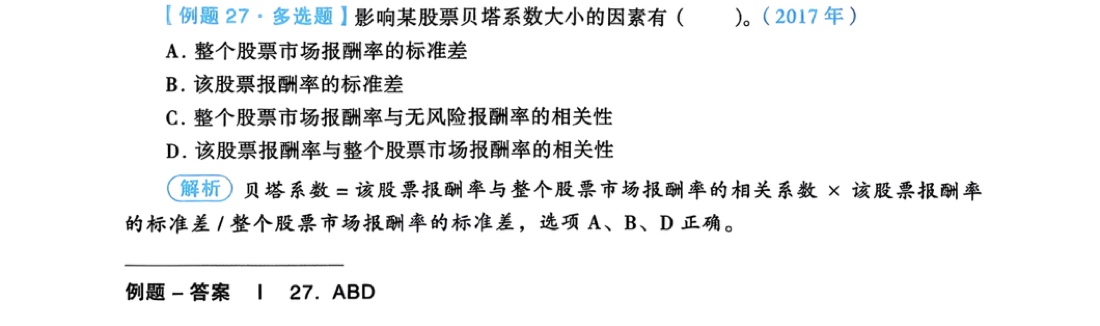 【例题 27·多选题】影响某股票贝塔系数大小的因素有(　　)。(2017 年)
A. 整个股票市场报酬率的标准差
B. 该股票报酬率的标准差
C. 整个股票市场报酬率与无风险报酬率的相关性
D. 该股票报酬率与整个股票市场报酬率的相关性
解析 贝塔系数 = 该股票报酬率与整个股票市场报酬率的相关系数 × 该股票报酬率
的标准差 / 整个股票市场报酬率的标准差，选项 A、B、D 正确。
例题 – 答案 | 27. ABD